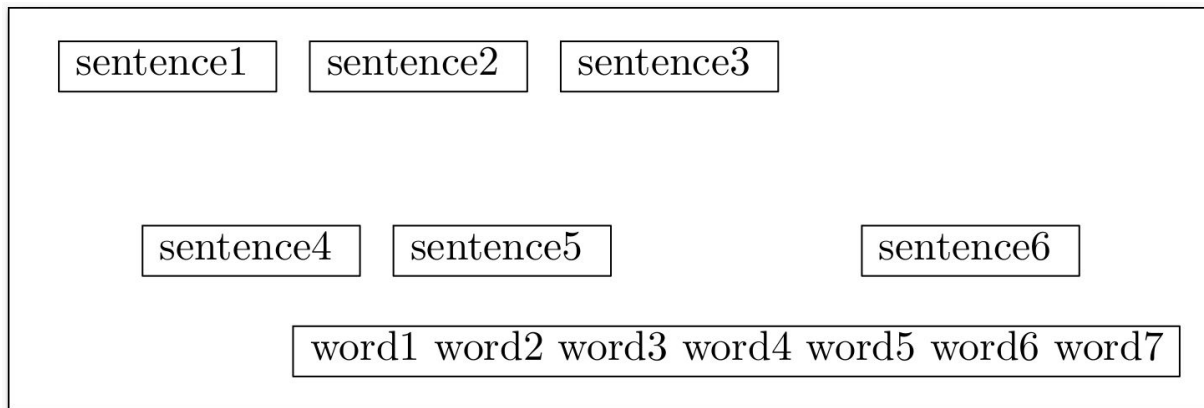 sentence1 sentence2 sentence3
sentence4 sentence5 sentence6
word1 word2 word3 word4 word5 word6 word7